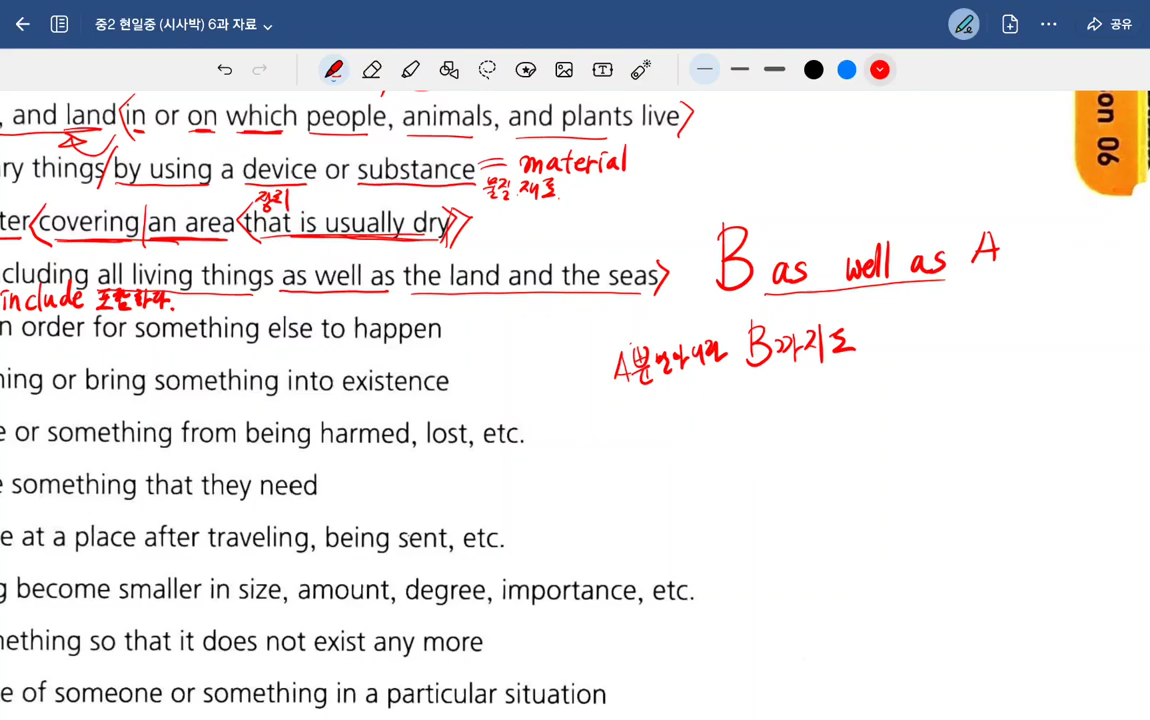 중2 현일중 (시사박) 6과 자료
공유
, and land in or on which people, animals, and plants live
ry things by using a device or substance = material
장치
물질 재료
ter covering an area that is usually dry
cluding all living things as well as the land and the seas
include 포함하다.
B as well as A
n order for something else to happen
A뿐만아니라 B까지도
ning or bring something into existence
e or something from being harmed, lost, etc.
e something that they need
e at a place after traveling, being sent, etc.
g become smaller in size, amount, degree, importance, etc.
nething so that it does not exist any more
e of someone or something in a particular situation
on 06